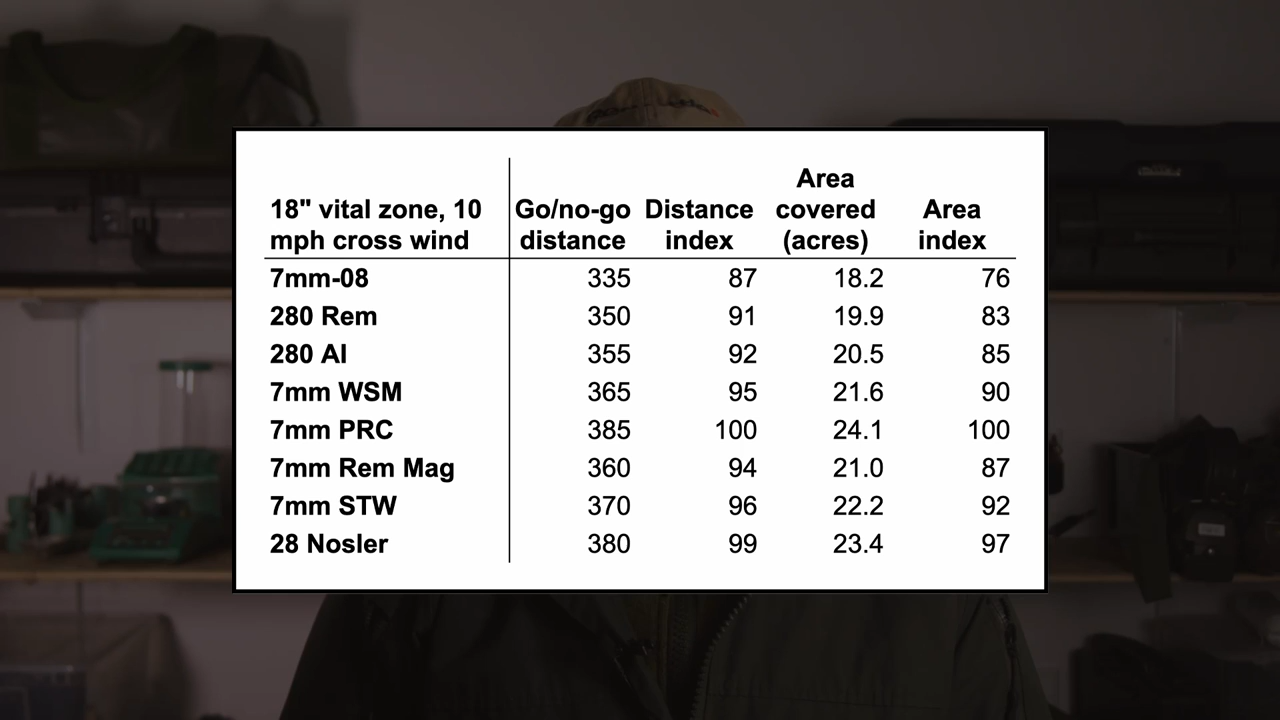 Area
18" vital zone, 10 Go/no-go Distance covered Area
mph cross wind distance index (acres) index
7mm-08 335 87 18.2 76
280 Rem 350 91 19.9 83
280 AI 355 92 20.5 85
7mm WSM 365 95 21.6 90
7mm PRC 385 100 24.1 100
7mm Rem Mag 360 94 21.0 87
7mm STW 370 96 22.2 92
28 Nosler 380 99 23.4 97